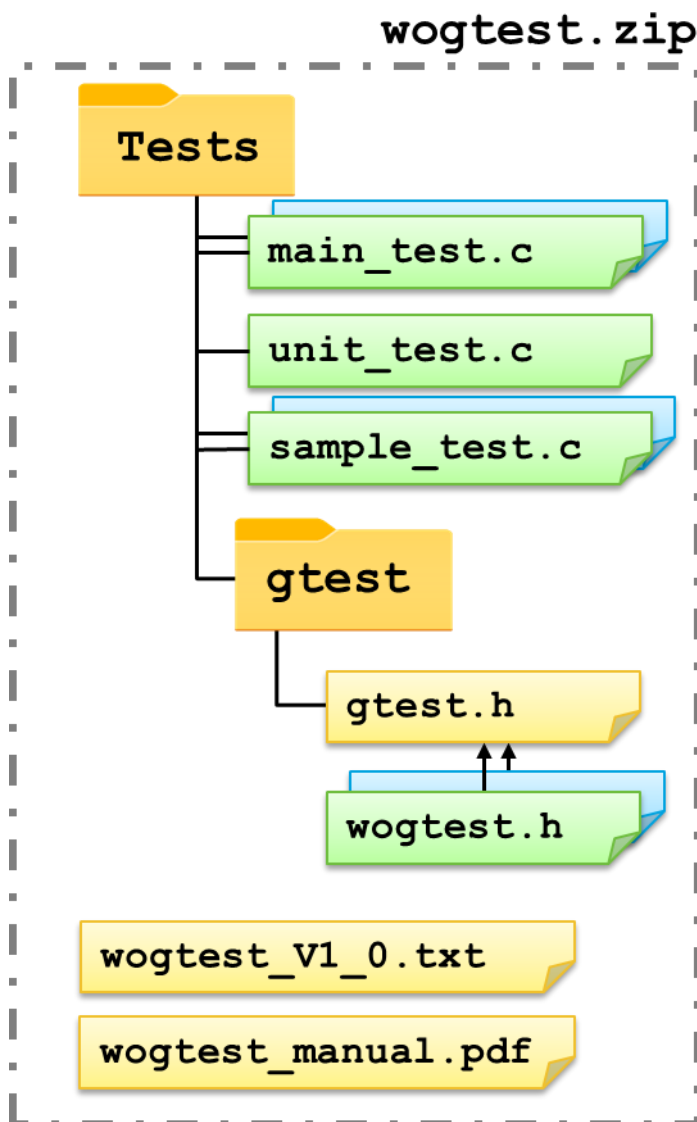 wogtest.zip
Tests
main_test.c
unit_test.c
sample_test.c
gtest
gtest.h
wogtest.h
wogtest_V1_0.txt
wogtest_manual.pdf